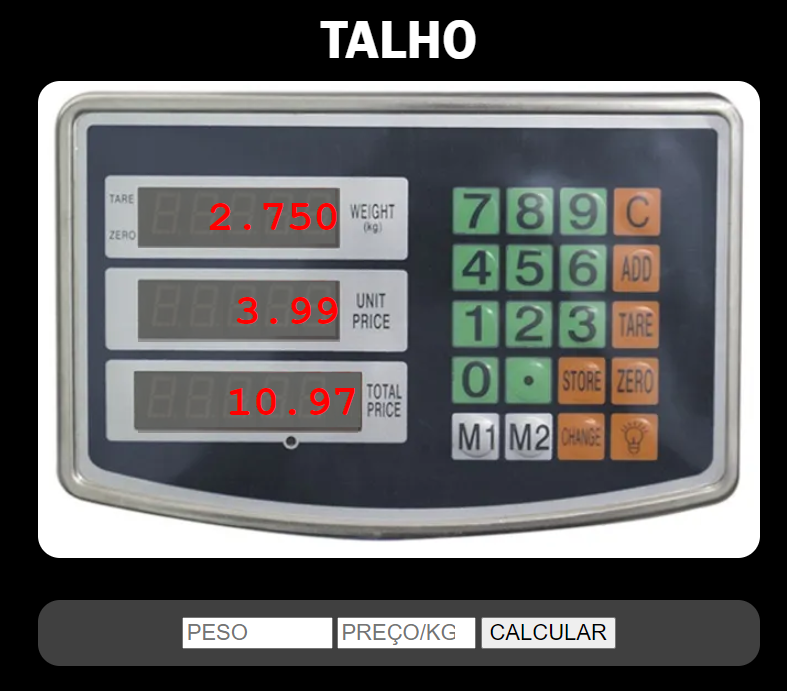 TALHO
TARE
ZERO
2.750
WEIGHT
(kg)
7 8 9 C
4 5 6 ADD
3.99
UNIT
PRICE
1 2 3 TARE
10.97
TOTAL
PRICE
0 . STORE ZERO
M1 M2 CHANGE
PESO PREÇO/KG CALCULAR